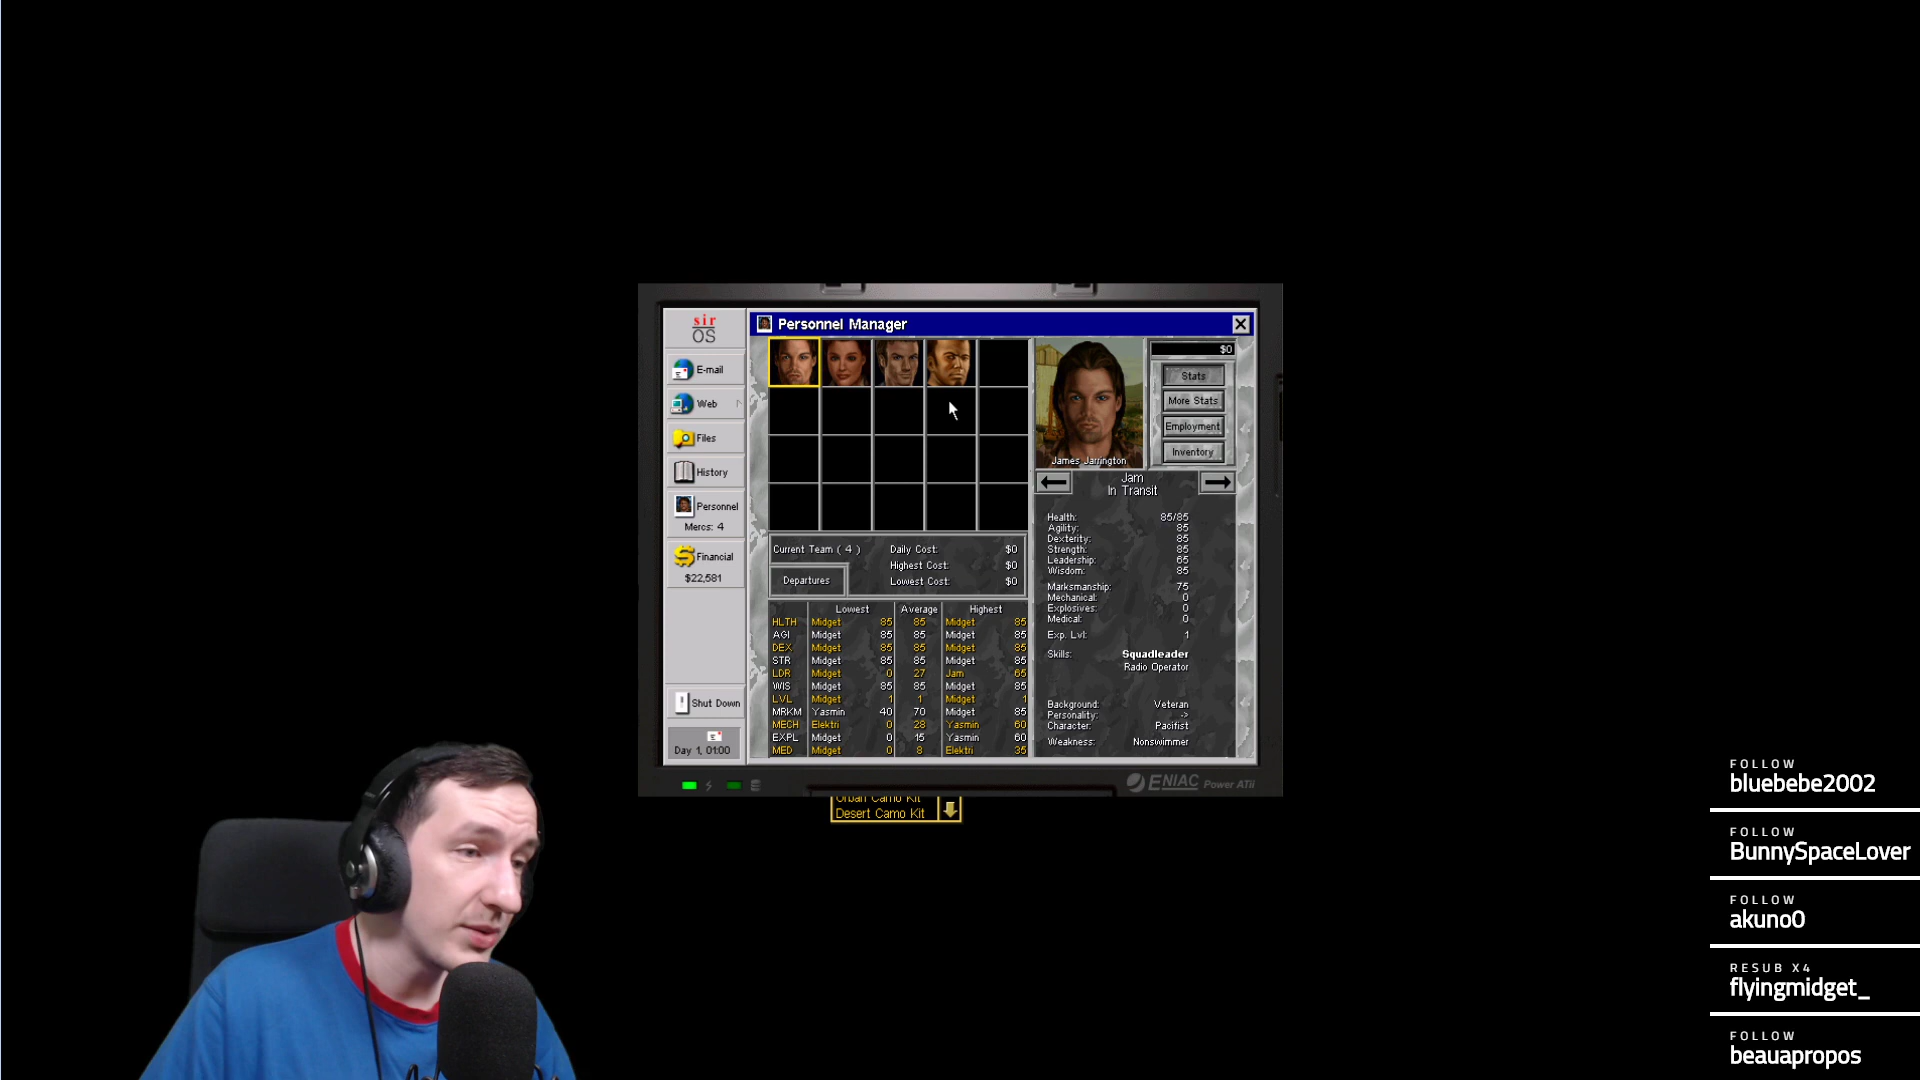 sir
OS
E-mail
Web
Files
History
Personnel
Mercs: 4
Financial
$22,581
Shut Down
Day 1, 01:00
Personnel Manager
Current Team ( 4 )
Daily Cost: $0
Highest Cost: $0
Departures
Lowest Cost: $0
Lowest Average Highest
HLTH Midget 85 85 Midget 85
AGI Midget 85 85 Midget 85
DEX Midget 85 85 Midget 85
STR Midget 85 85 Midget 85
LDR Midget 0 27 Jam 65
WIS Midget 85 85 Midget 85
LVL Midget 1 1 Midget 1
MRKM Yasmin 40 70 Midget 85
MECH Elektri 0 28 Yasmin 60
EXPL Midget 0 15 Yasmin 60
MED Midget 0 8 Elektri 35
James Jarrington
$0
Stats
More Stats
Employment
Inventory
Jam
In Transit
Health: 85/85
Agility: 85
Dexterity: 85
Strength: 85
Leadership: 65
Wisdom: 85
Marksmanship: 75
Mechanical: 0
Explosives: 0
Medical: 0
Exp. Lvl: 1
Skills: Squadleader
Radio Operator
Background: Veteran
Personality: ->
Character: Pacifist
Weakness: Nonswimmer
ENIAC Power ATii
Urban Camo Kit
Desert Camo Kit
FOLLOW
bluebebe2002
FOLLOW
BunnySpaceLover
FOLLOW
akuno0
RESUB X4
flyingmidget_
FOLLOW
beauapropos